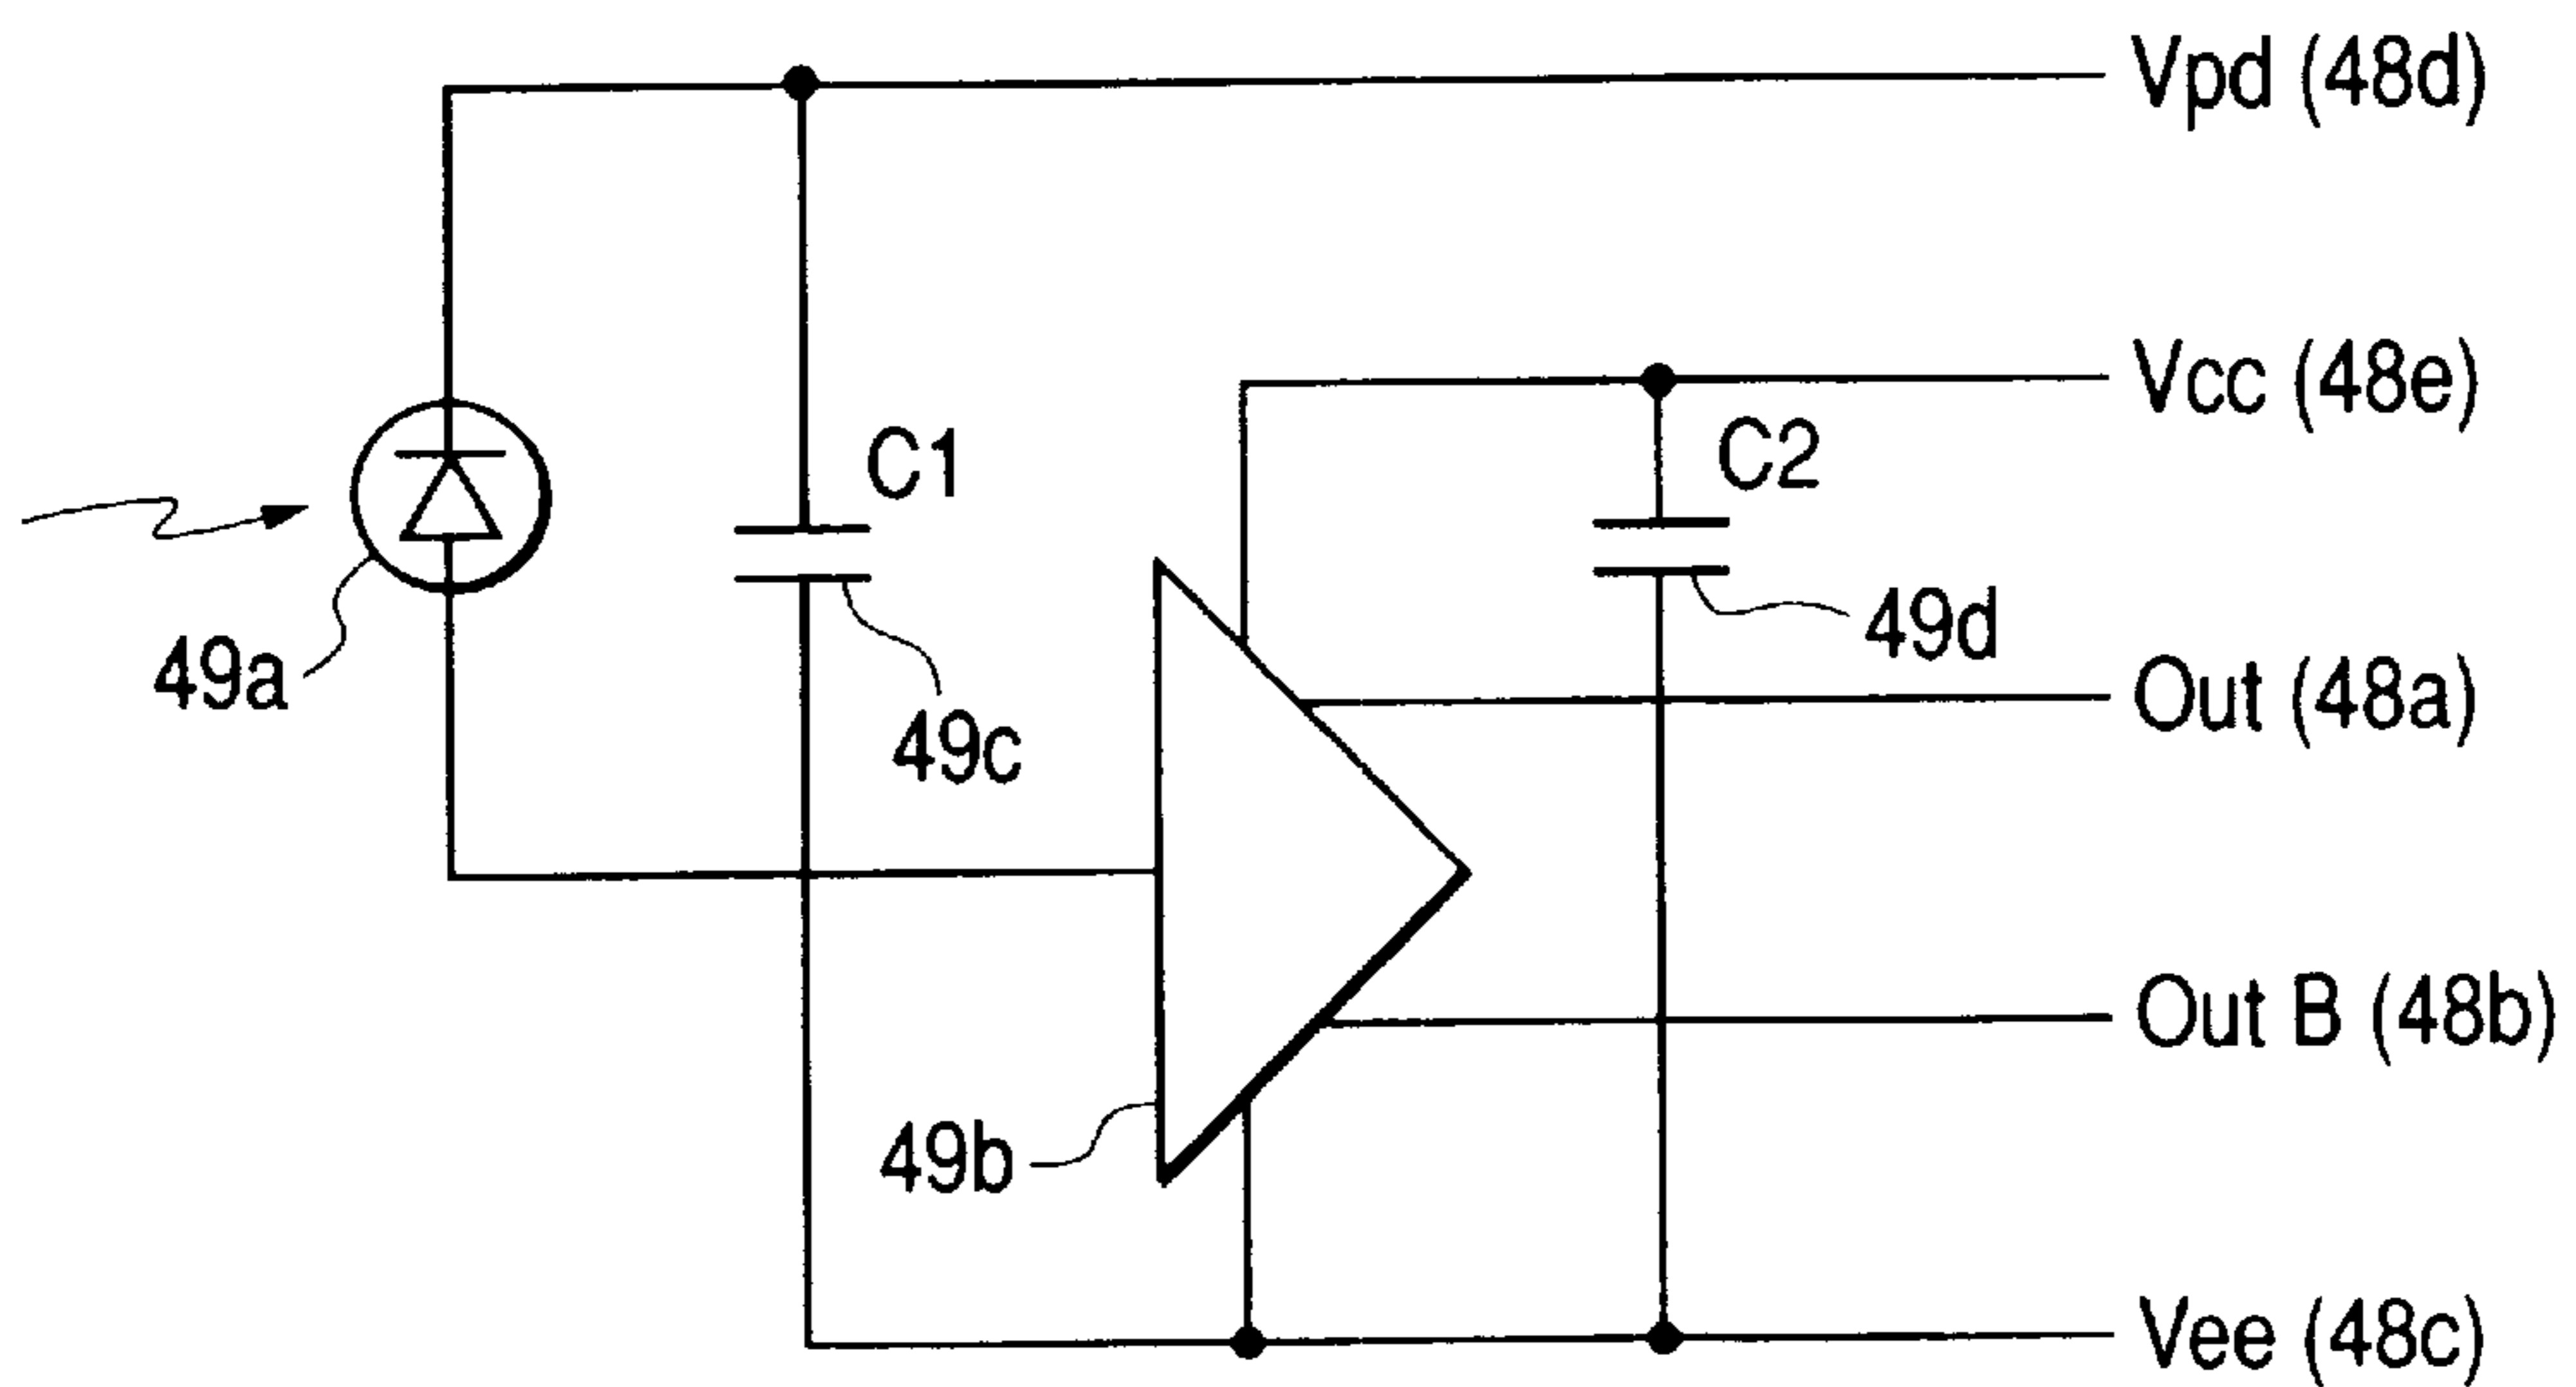 Vpd (48d)
Vcc (48e)
C1
C2
49d
49a
Out (48a)
49c
Out B (48b)
49b
Vee (48c)